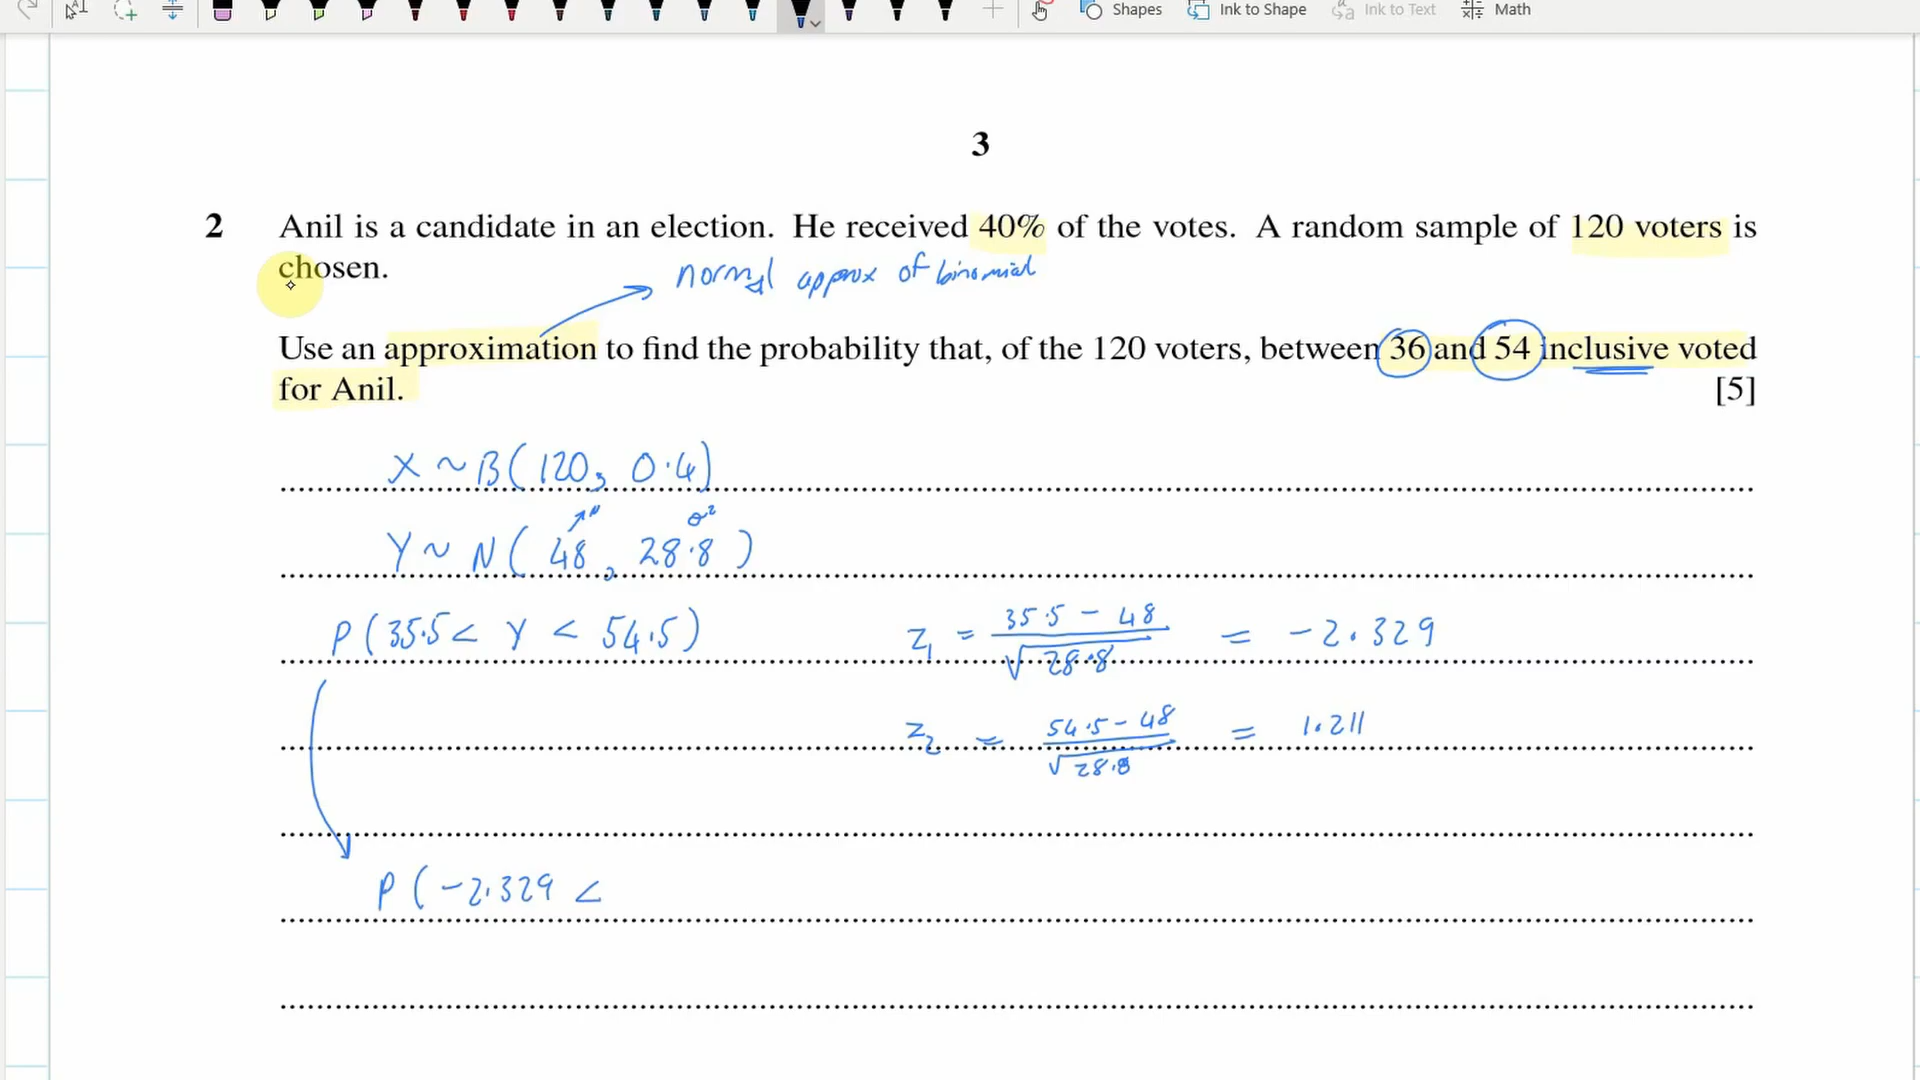 Shapes Ink to Shape Ink to Text Math
3
2 Anil is a candidate in an election. He received 40% of the votes. A random sample of 120 voters is
chosen.
normal approx of binomial
Use an approximation to find the probability that, of the 120 voters, between 36 and 54 inclusive voted
for Anil. [5]
X ~ B(120, 0.4)
σ²
Y ~ N(48, 28.8)
P(35.5 < Y < 54.5) z₁ = (35.5 - 48)/√28.8 = -2.329
z₂ = (54.5 - 48)/√28.8 = 1.211
P(-2.329 <